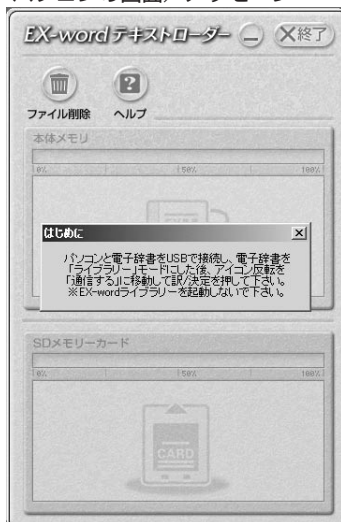 EX-word テキストローダー
終了
ファイル削除 ヘルプ
本体メモリ
0% 50% 100%
はじめに
パソコンと電子辞書をUSBで接続し、電子辞書を
「ライブラリー」モードにした後、アイコン反転を
「通信する」に移動して訳/決定を押して下さい。
※EX-wordライブラリーを起動しないで下さい。
SDメモリーカード
0% 50% 100%
CARD